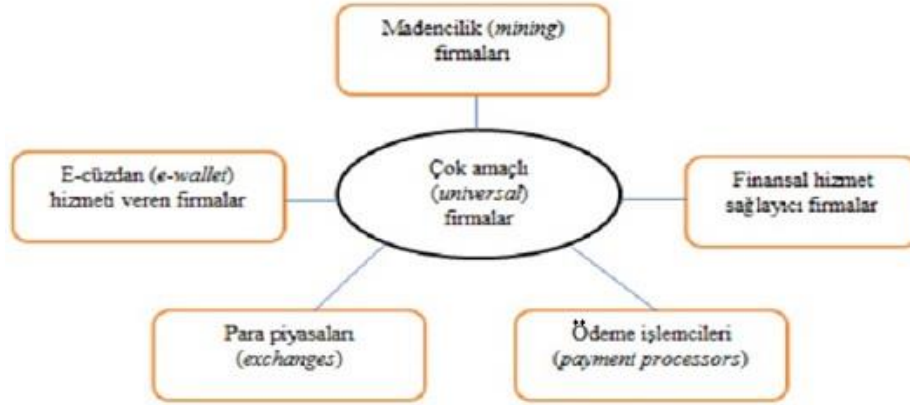 Madencilik (mining)
firmaları
E-cüzdan (e-wallet)
hizmeti veren firmalar
Çok amaçlı
(universal)
firmalar
Finansal hizmet
sağlayıcı firmalar
Para piyasaları
(exchanges)
Ödeme işlemcileri
(payment processors)